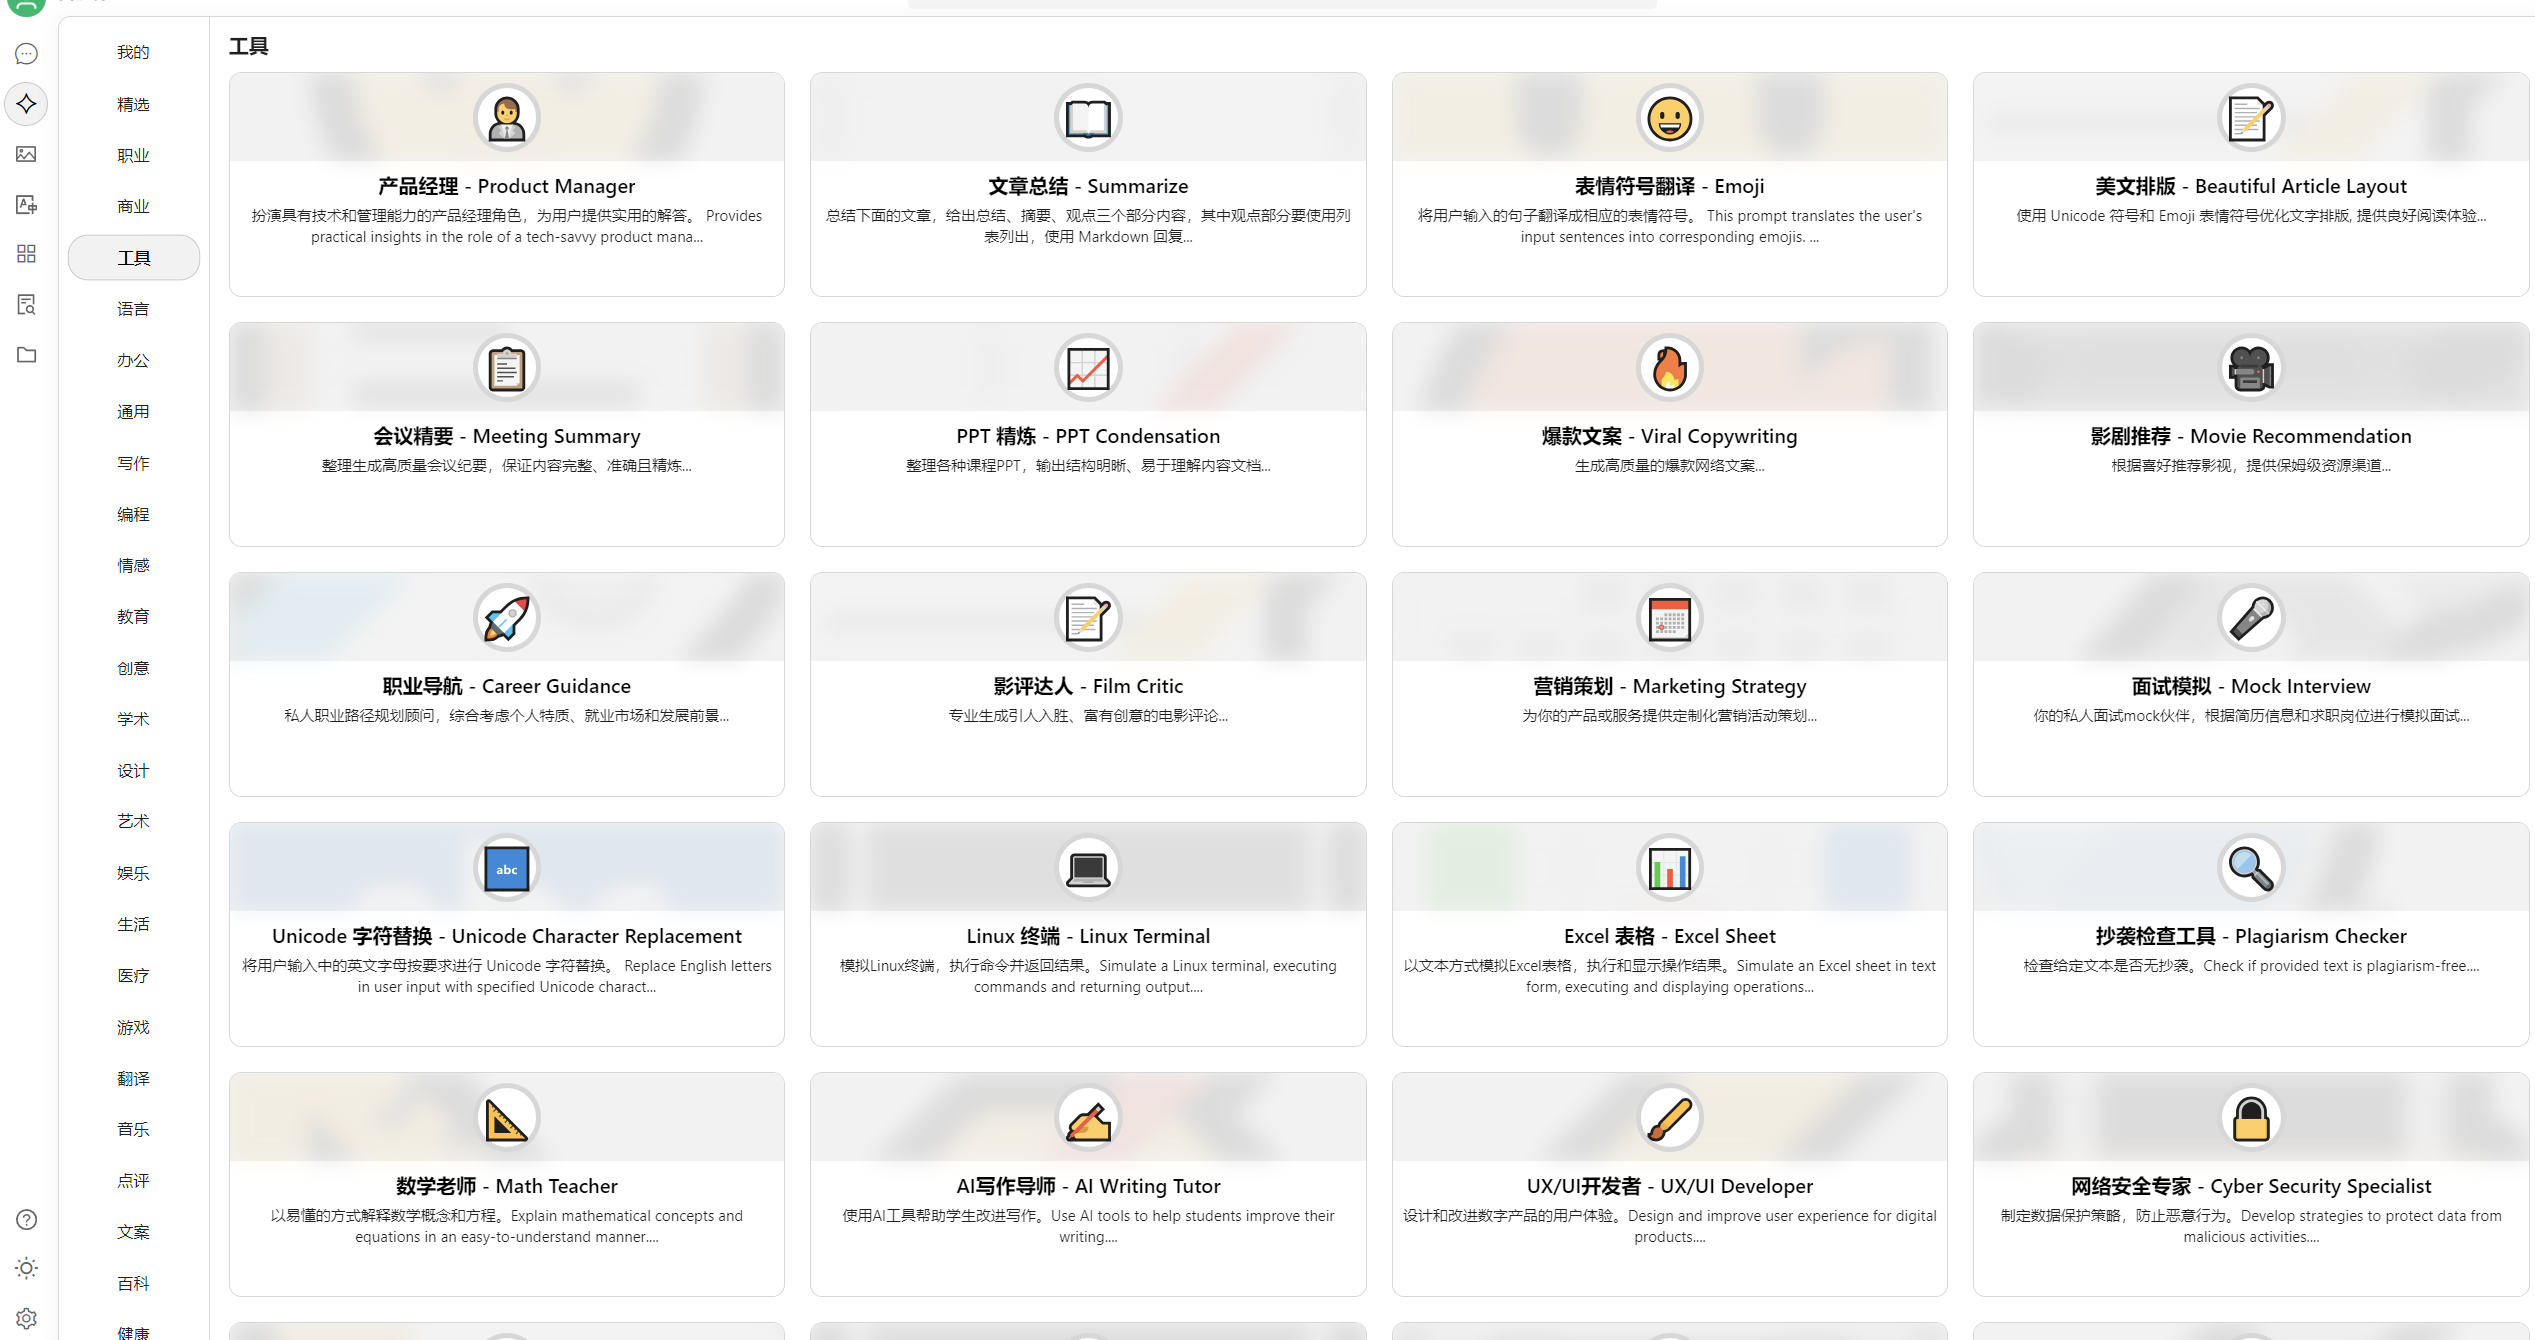 我的
精选
职业
商业
工具
语言
办公
通用
写作
编程
情感
教育
创意
学术
设计
艺术
娱乐
生活
医疗
游戏
翻译
音乐
点评
文案
百科
健康
工具
产品经理 - Product Manager
扮演具有技术和管理能力的产品经理角色，为用户提供实用的解答。 Provides
practical insights in the role of a tech-savvy product mana...
文章总结 - Summarize
总结下面的文章，给出总结、摘要、观点三个部分内容，其中观点部分要使用列
表列出，使用 Markdown 回复...
表情符号翻译 - Emoji
将用户输入的句子翻译成相应的表情符号。 This prompt translates the user's
input sentences into corresponding emojis. ...
美文排版 - Beautiful Article Layout
使用 Unicode 符号和 Emoji 表情符号优化文字排版, 提供良好阅读体验...
会议精要 - Meeting Summary
整理生成高质量会议纪要，保证内容完整、准确且精炼...
PPT 精炼 - PPT Condensation
整理各种课程PPT，输出结构明晰、易于理解内容文档...
爆款文案 - Viral Copywriting
生成高质量的爆款网络文案...
影剧推荐 - Movie Recommendation
根据喜好推荐影视，提供保姆级资源渠道...
职业导航 - Career Guidance
私人职业路径规划顾问，综合考虑个人特质、就业市场和发展前景...
影评达人 - Film Critic
专业生成引人入胜、富有创意的电影评论...
营销策划 - Marketing Strategy
为你的产品或服务提供定制化营销活动策划...
面试模拟 - Mock Interview
你的私人面试mock伙伴，根据简历信息和求职岗位进行模拟面试...
abc
Unicode 字符替换 - Unicode Character Replacement
将用户输入中的英文字母按要求进行 Unicode 字符替换。 Replace English letters
in user input with specified Unicode charact...
Linux 终端 - Linux Terminal
模拟Linux终端，执行命令并返回结果。Simulate a Linux terminal, executing
commands and returning output....
Excel 表格 - Excel Sheet
以文本方式模拟Excel表格，执行和显示操作结果。Simulate an Excel sheet in text
form, executing and displaying operations...
抄袭检查工具 - Plagiarism Checker
检查给定文本是否无抄袭。Check if provided text is plagiarism-free....
数学老师 - Math Teacher
以易懂的方式解释数学概念和方程。Explain mathematical concepts and
equations in an easy-to-understand manner....
AI写作导师 - AI Writing Tutor
使用AI工具帮助学生改进写作。Use AI tools to help students improve their
writing....
UX/UI开发者 - UX/UI Developer
设计和改进数字产品的用户体验。Design and improve user experience for digital
products....
网络安全专家 - Cyber Security Specialist
制定数据保护策略，防止恶意行为。Develop strategies to protect data from
malicious activities....